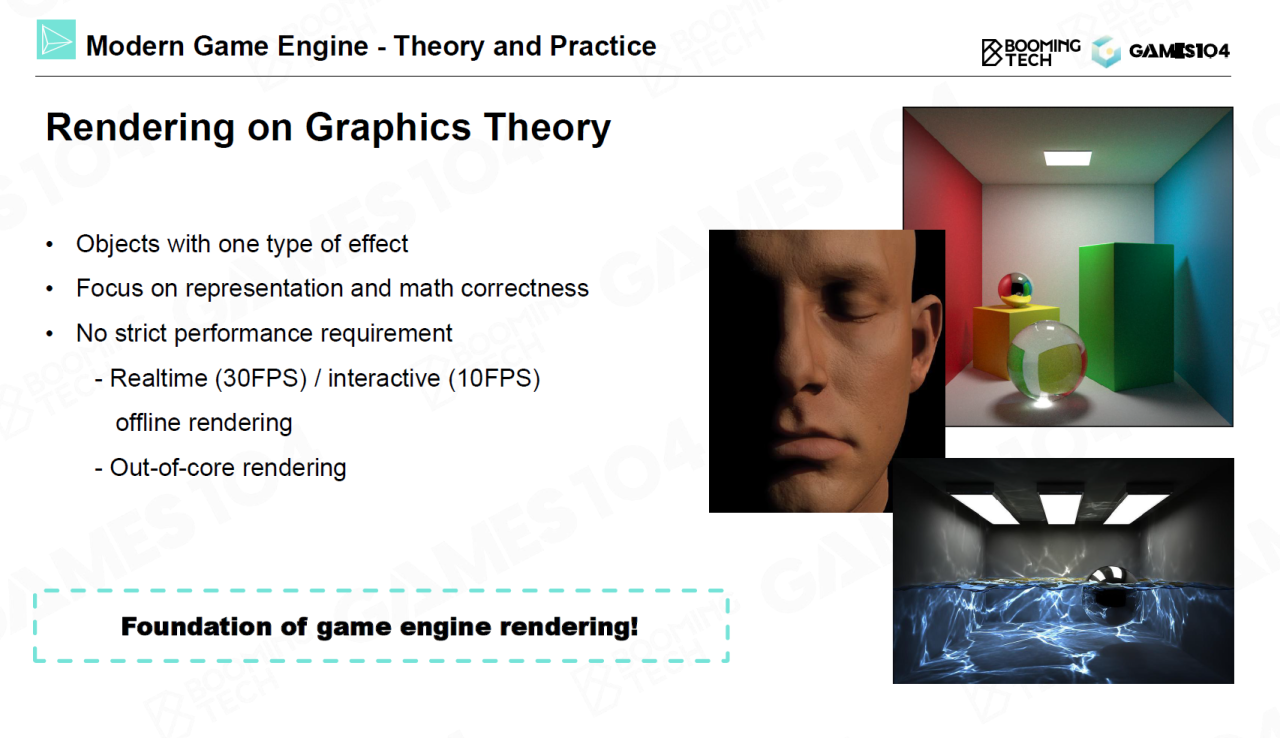 Modern Game Engine - Theory and Practice
BOOMING
TECH
GAMES104
Rendering on Graphics Theory
• Objects with one type of effect
• Focus on representation and math correctness
• No strict performance requirement
- Realtime (30FPS) / interactive (10FPS)
offline rendering
- Out-of-core rendering
Foundation of game engine rendering!